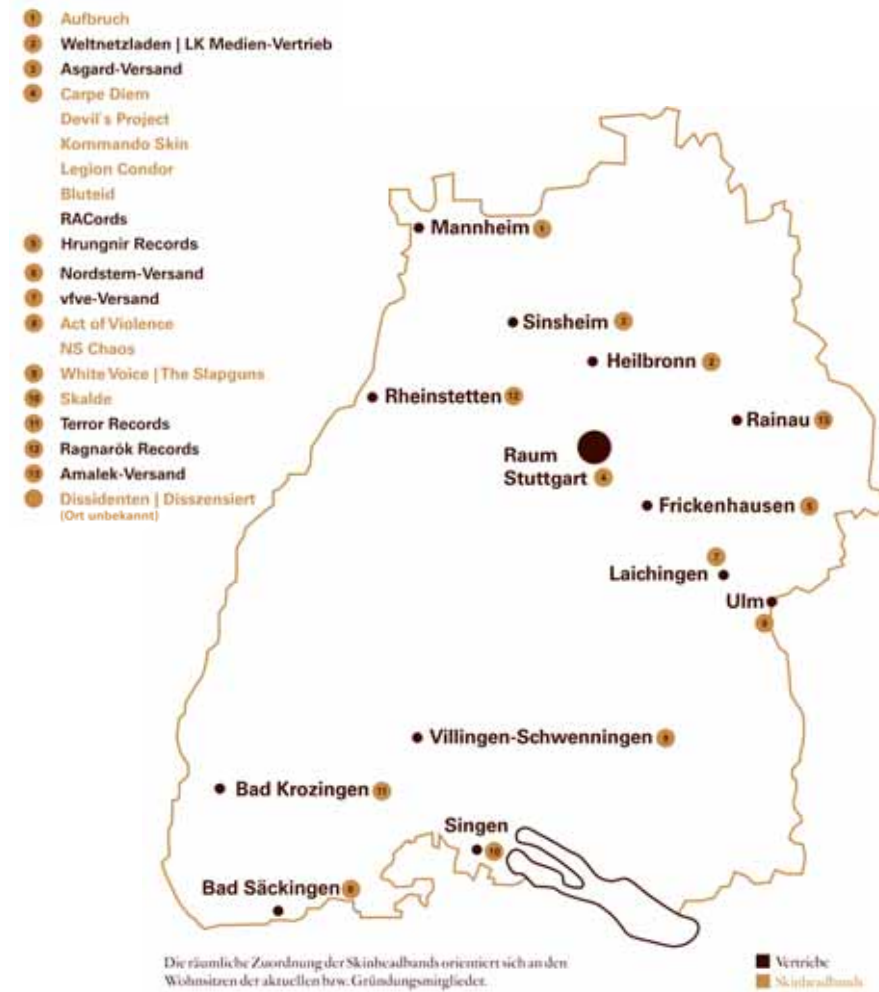 1 Aufbruch
2 Weltnetzladen | LK Medien-Vertrieb
3 Asgard-Versand
4 Carpe Diem
Devil's Project
Kommando Skin
Legion Condor
Bluteid
RACords
5 Hrungnir Records
6 Nordstern-Versand
7 vfve-Versand
8 Act of Violence
NS Chaos
9 White Voice | The Slapguns
10 Skalde
11 Terror Records
12 Ragnarök Records
13 Amalek-Versand
Dissidenten | Disszensiert
(Ort unbekannt)
Mannheim 1
Sinsheim 3
Heilbronn 2
Rheinstetten 12
Rainau 13
Raum
Stuttgart 4
Frickenhausen 5
7
Laichingen
Ulm
Villingen-Schwenningen 9
Bad Krozingen 11
Singen
10
Bad Säckingen 8
Die räumliche Zuordnung der Skinheadbands orientiert sich an den
Wohnsitzen der aktuellen bzw. Gründungsmitglieder.
Vertriebe
Skinheadbands